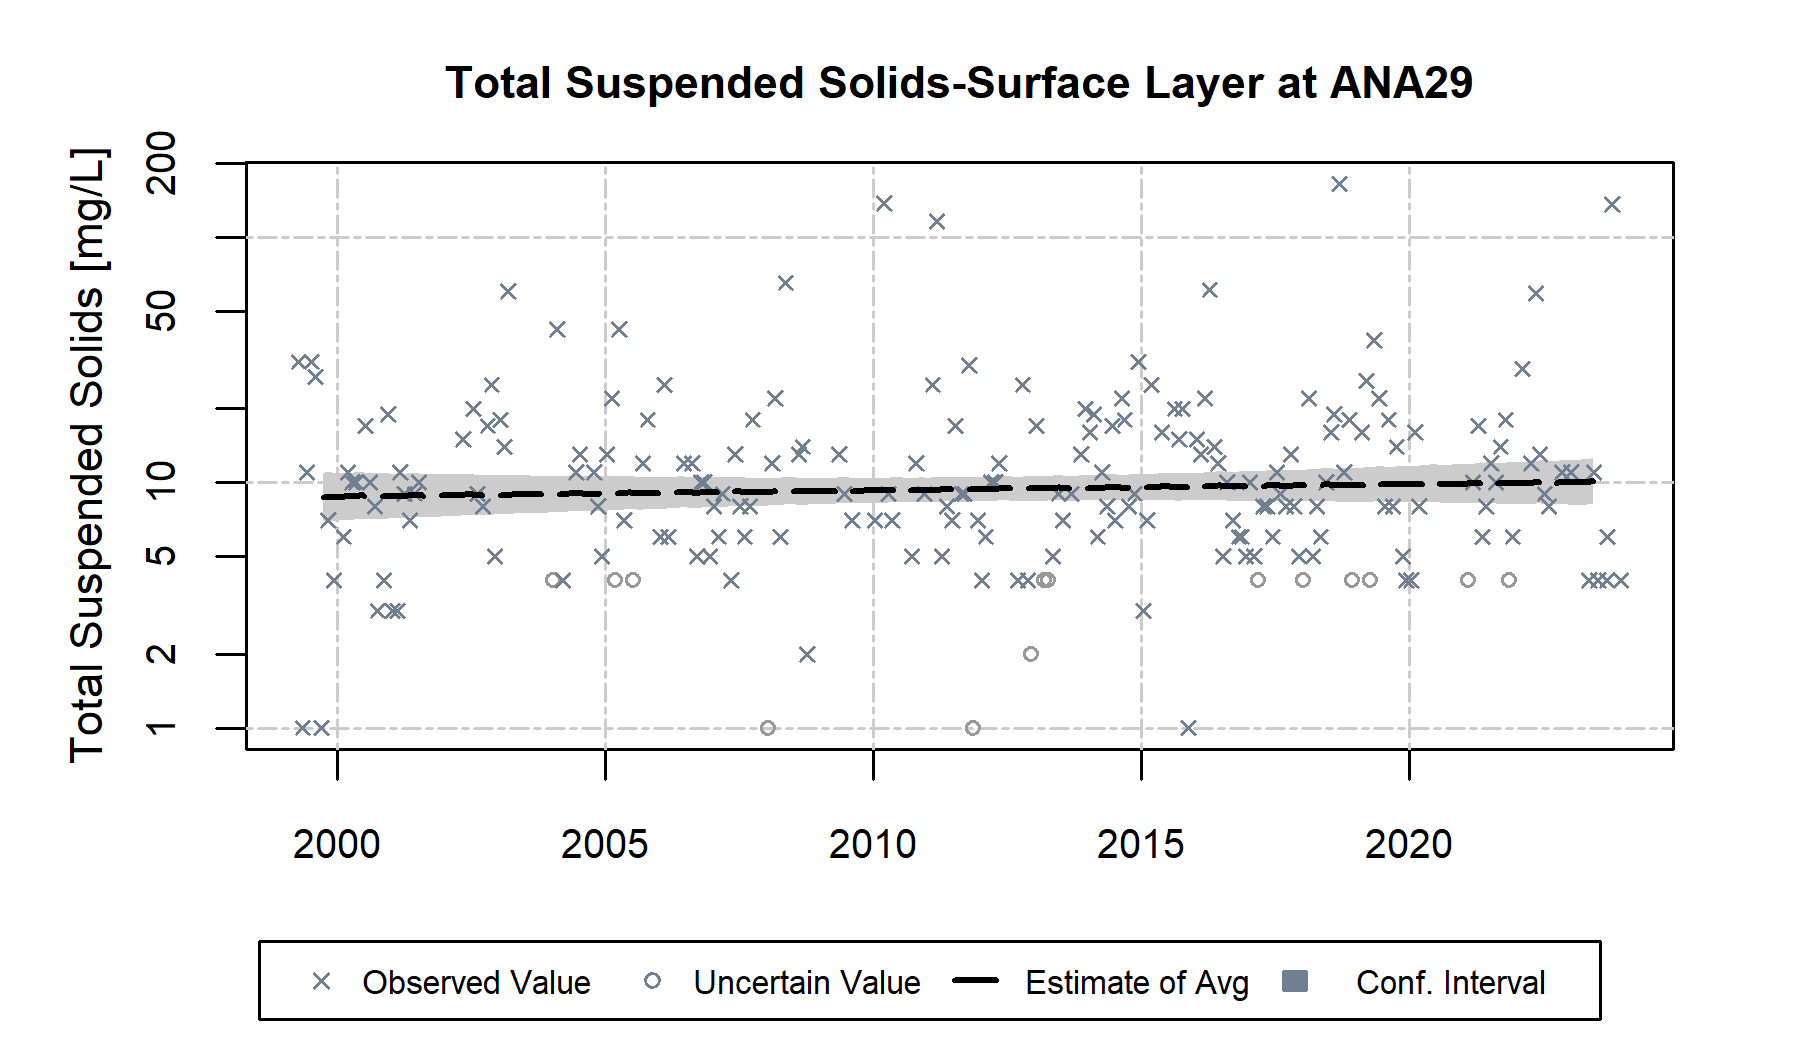 Total Suspended Solids-Surface Layer at ANA29
Total Suspended Solids [mg/L]
200
50
10
5
2
1
2000 2005 2010 2015 2020
Observed Value Uncertain Value Estimate of Avg Conf. Interval